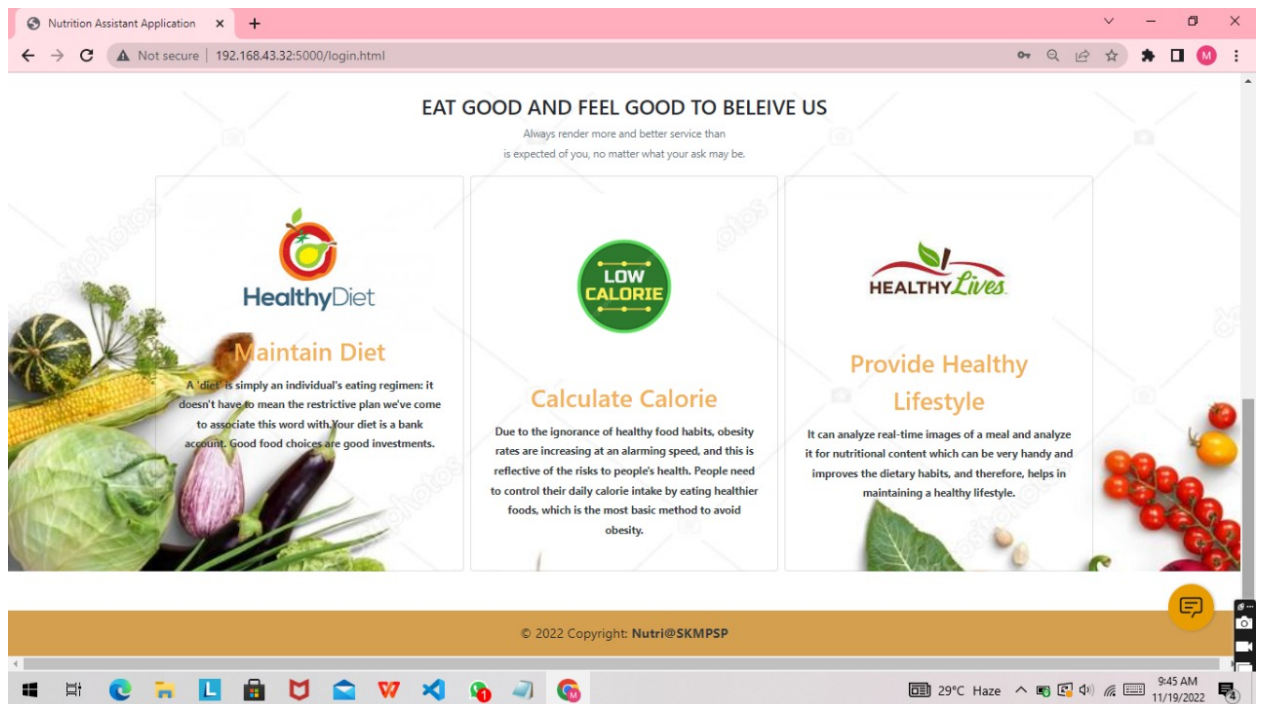 Nutrition Assistant Application
Not secure | 192.168.43.32:5000/login.html
M
EAT GOOD AND FEEL GOOD TO BELEIVE US
Always render more and better service than
is expected of you, no matter what your ask may be.
HealthyDiet
Maintain Diet
A 'diet' is simply an individual's eating regimen: it
doesn't have to mean the restrictive plan we've come
to associate this word with.Your diet is a bank
account. Good food choices are good investments.
LOW
CALORIE
Calculate Calorie
Due to the ignorance of healthy food habits, obesity
rates are increasing at an alarming speed, and this is
reflective of the risks to people's health. People need
to control their daily calorie intake by eating healthier
foods, which is the most basic method to avoid
obesity.
HEALTHY Lives
Provide Healthy
Lifestyle
It can analyze real-time images of a meal and analyze
it for nutritional content which can be very handy and
improves the dietary habits, and therefore, helps in
maintaining a healthy lifestyle.
depositphotos
© 2022 Copyright: Nutri@SKMPSP
L
1
M
29°C Haze
9:45 AM
11/19/2022
4